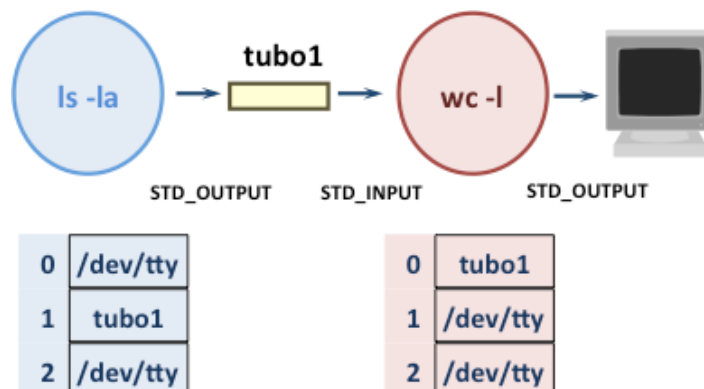 tubo1
ls -la
wc -l
STD_OUTPUT STD_INPUT STD_OUTPUT
0 /dev/tty
1 tubo1
2 /dev/tty
0 tubo1
1 /dev/tty
2 /dev/tty